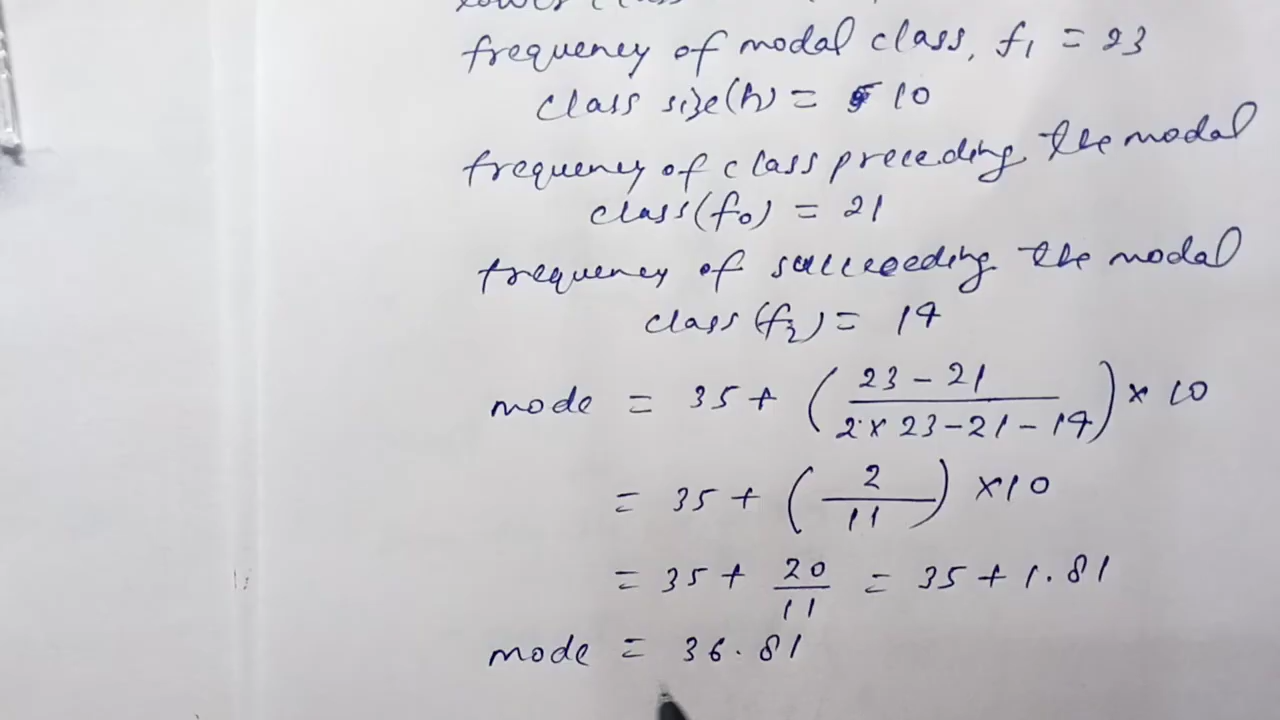 lower class
frequency of modal class, f₁ = 23
class size(h) = 10
frequency of class preceding the modal
class(f₀) = 21
frequency of succeeding the modal
class(f₂) = 14
mode = 35 + ( 23 - 21 / 2 × 23 - 21 - 14 ) × 10
= 35 + ( 2 / 11 ) × 10
= 35 + 20 / 11 = 35 + 1.81
mode = 36.81